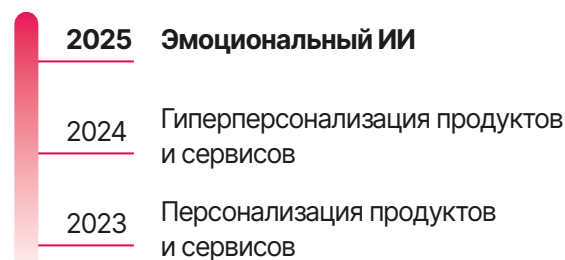 2025 Эмоциональный ИИ
2024 Гиперперсонализация продуктов
и сервисов
2023 Персонализация продуктов
и сервисов